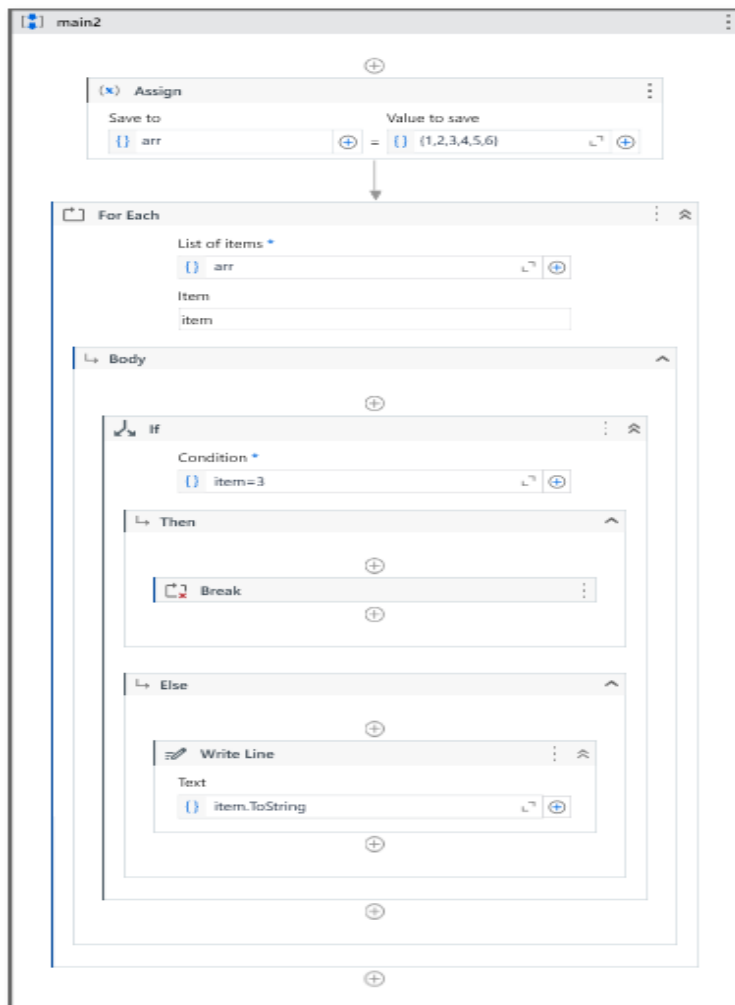 main2
Assign
Save to Value to save
{} arr = {} {1,2,3,4,5,6}
For Each
List of items *
{} arr
Item
item
Body
If
Condition *
{} item=3
Then
Break
Else
Write Line
Text
{} item.ToString